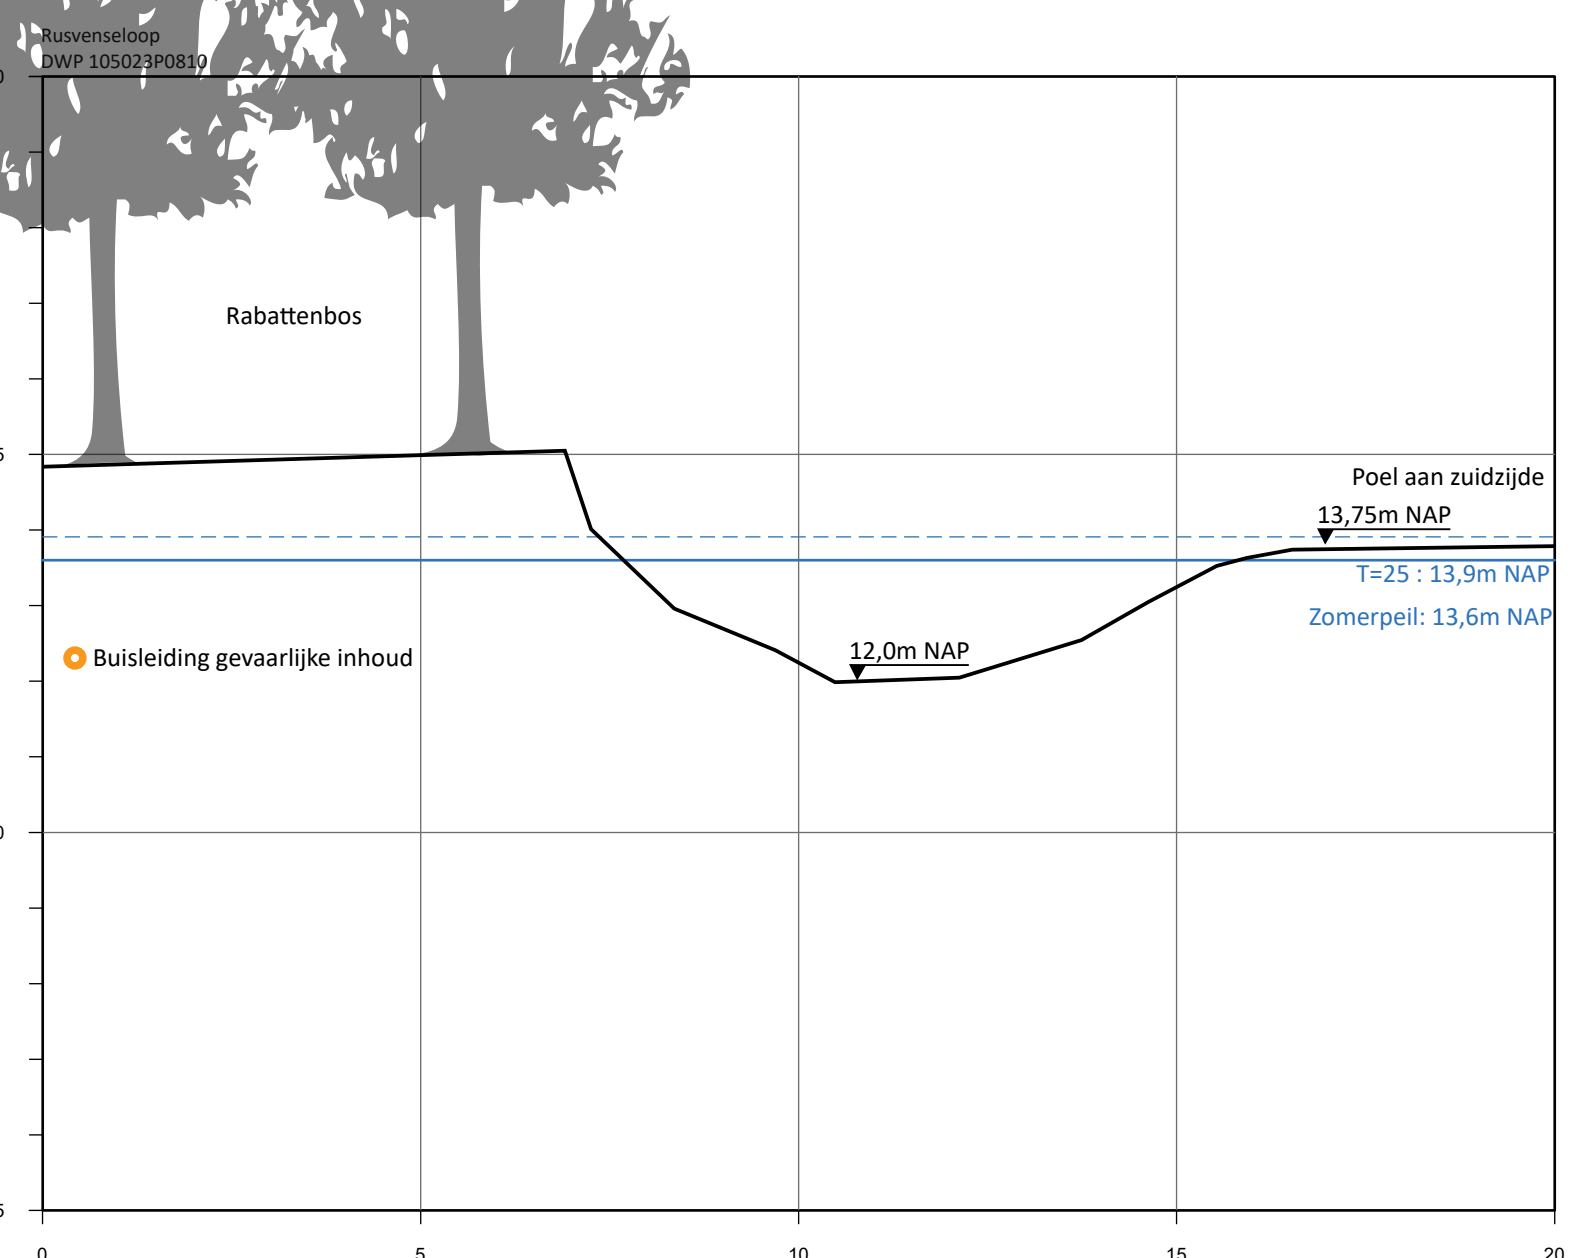 Rusvenseloop
DWP 105023P0810
Rabattenbos
Poel aan zuidzijde
13,75m NAP
T=25 : 13,9m NAP
Zomerpeil: 13,6m NAP
12,0m NAP
Buisleiding gevaarlijke inhoud
0 5 10 15 20